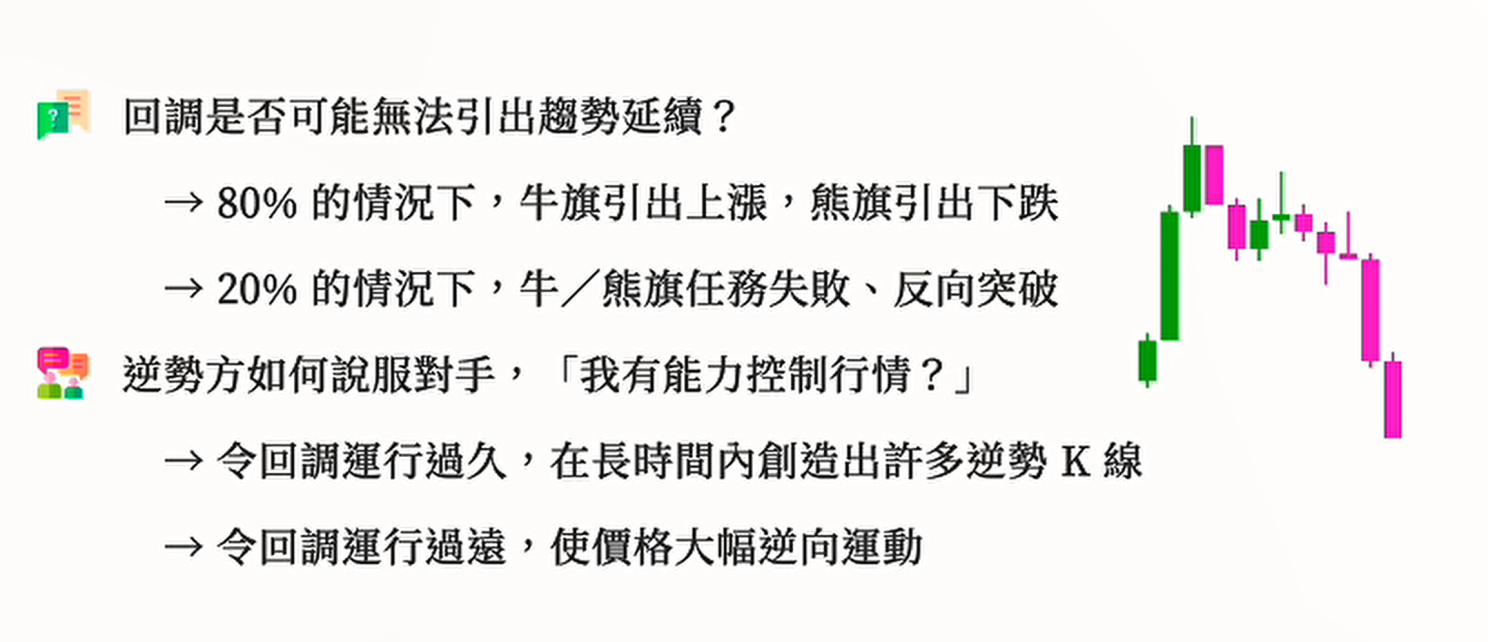 回調是否可能無法引出趨勢延續？
→ 80% 的情況下，牛旗引出上漲，熊旗引出下跌
→ 20% 的情況下，牛／熊旗任務失敗、反向突破
逆勢方如何說服對手，「我有能力控制行情？」
→ 令回調運行過久，在長時間內創造出許多逆勢 K 線
→ 令回調運行過遠，使價格大幅逆向運動